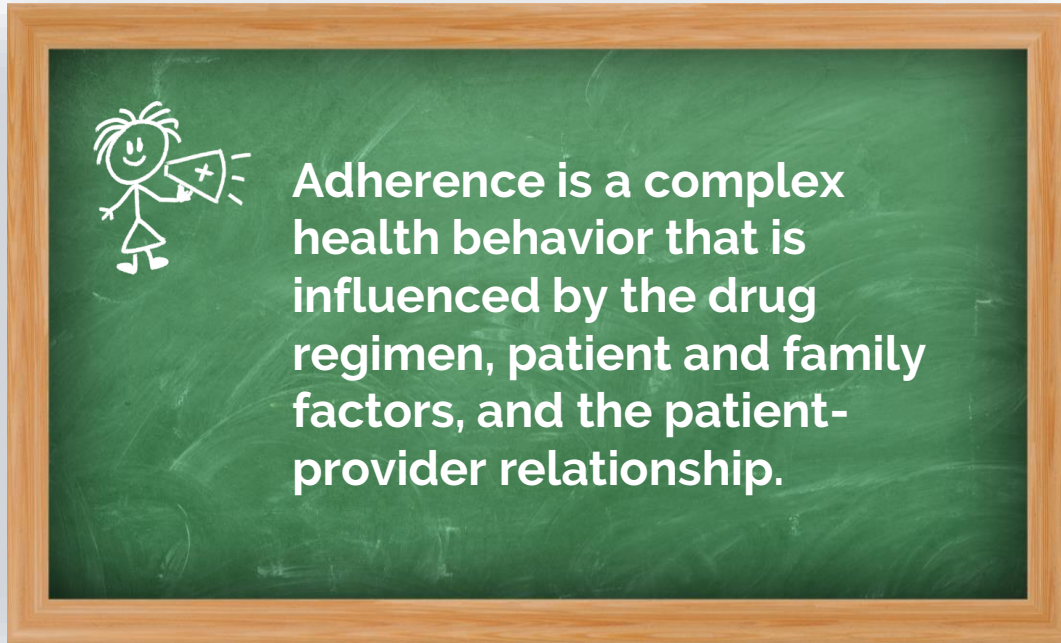 Adherence is a complex
health behavior that is
influenced by the drug
regimen, patient and family
factors, and the patient-
provider relationship.